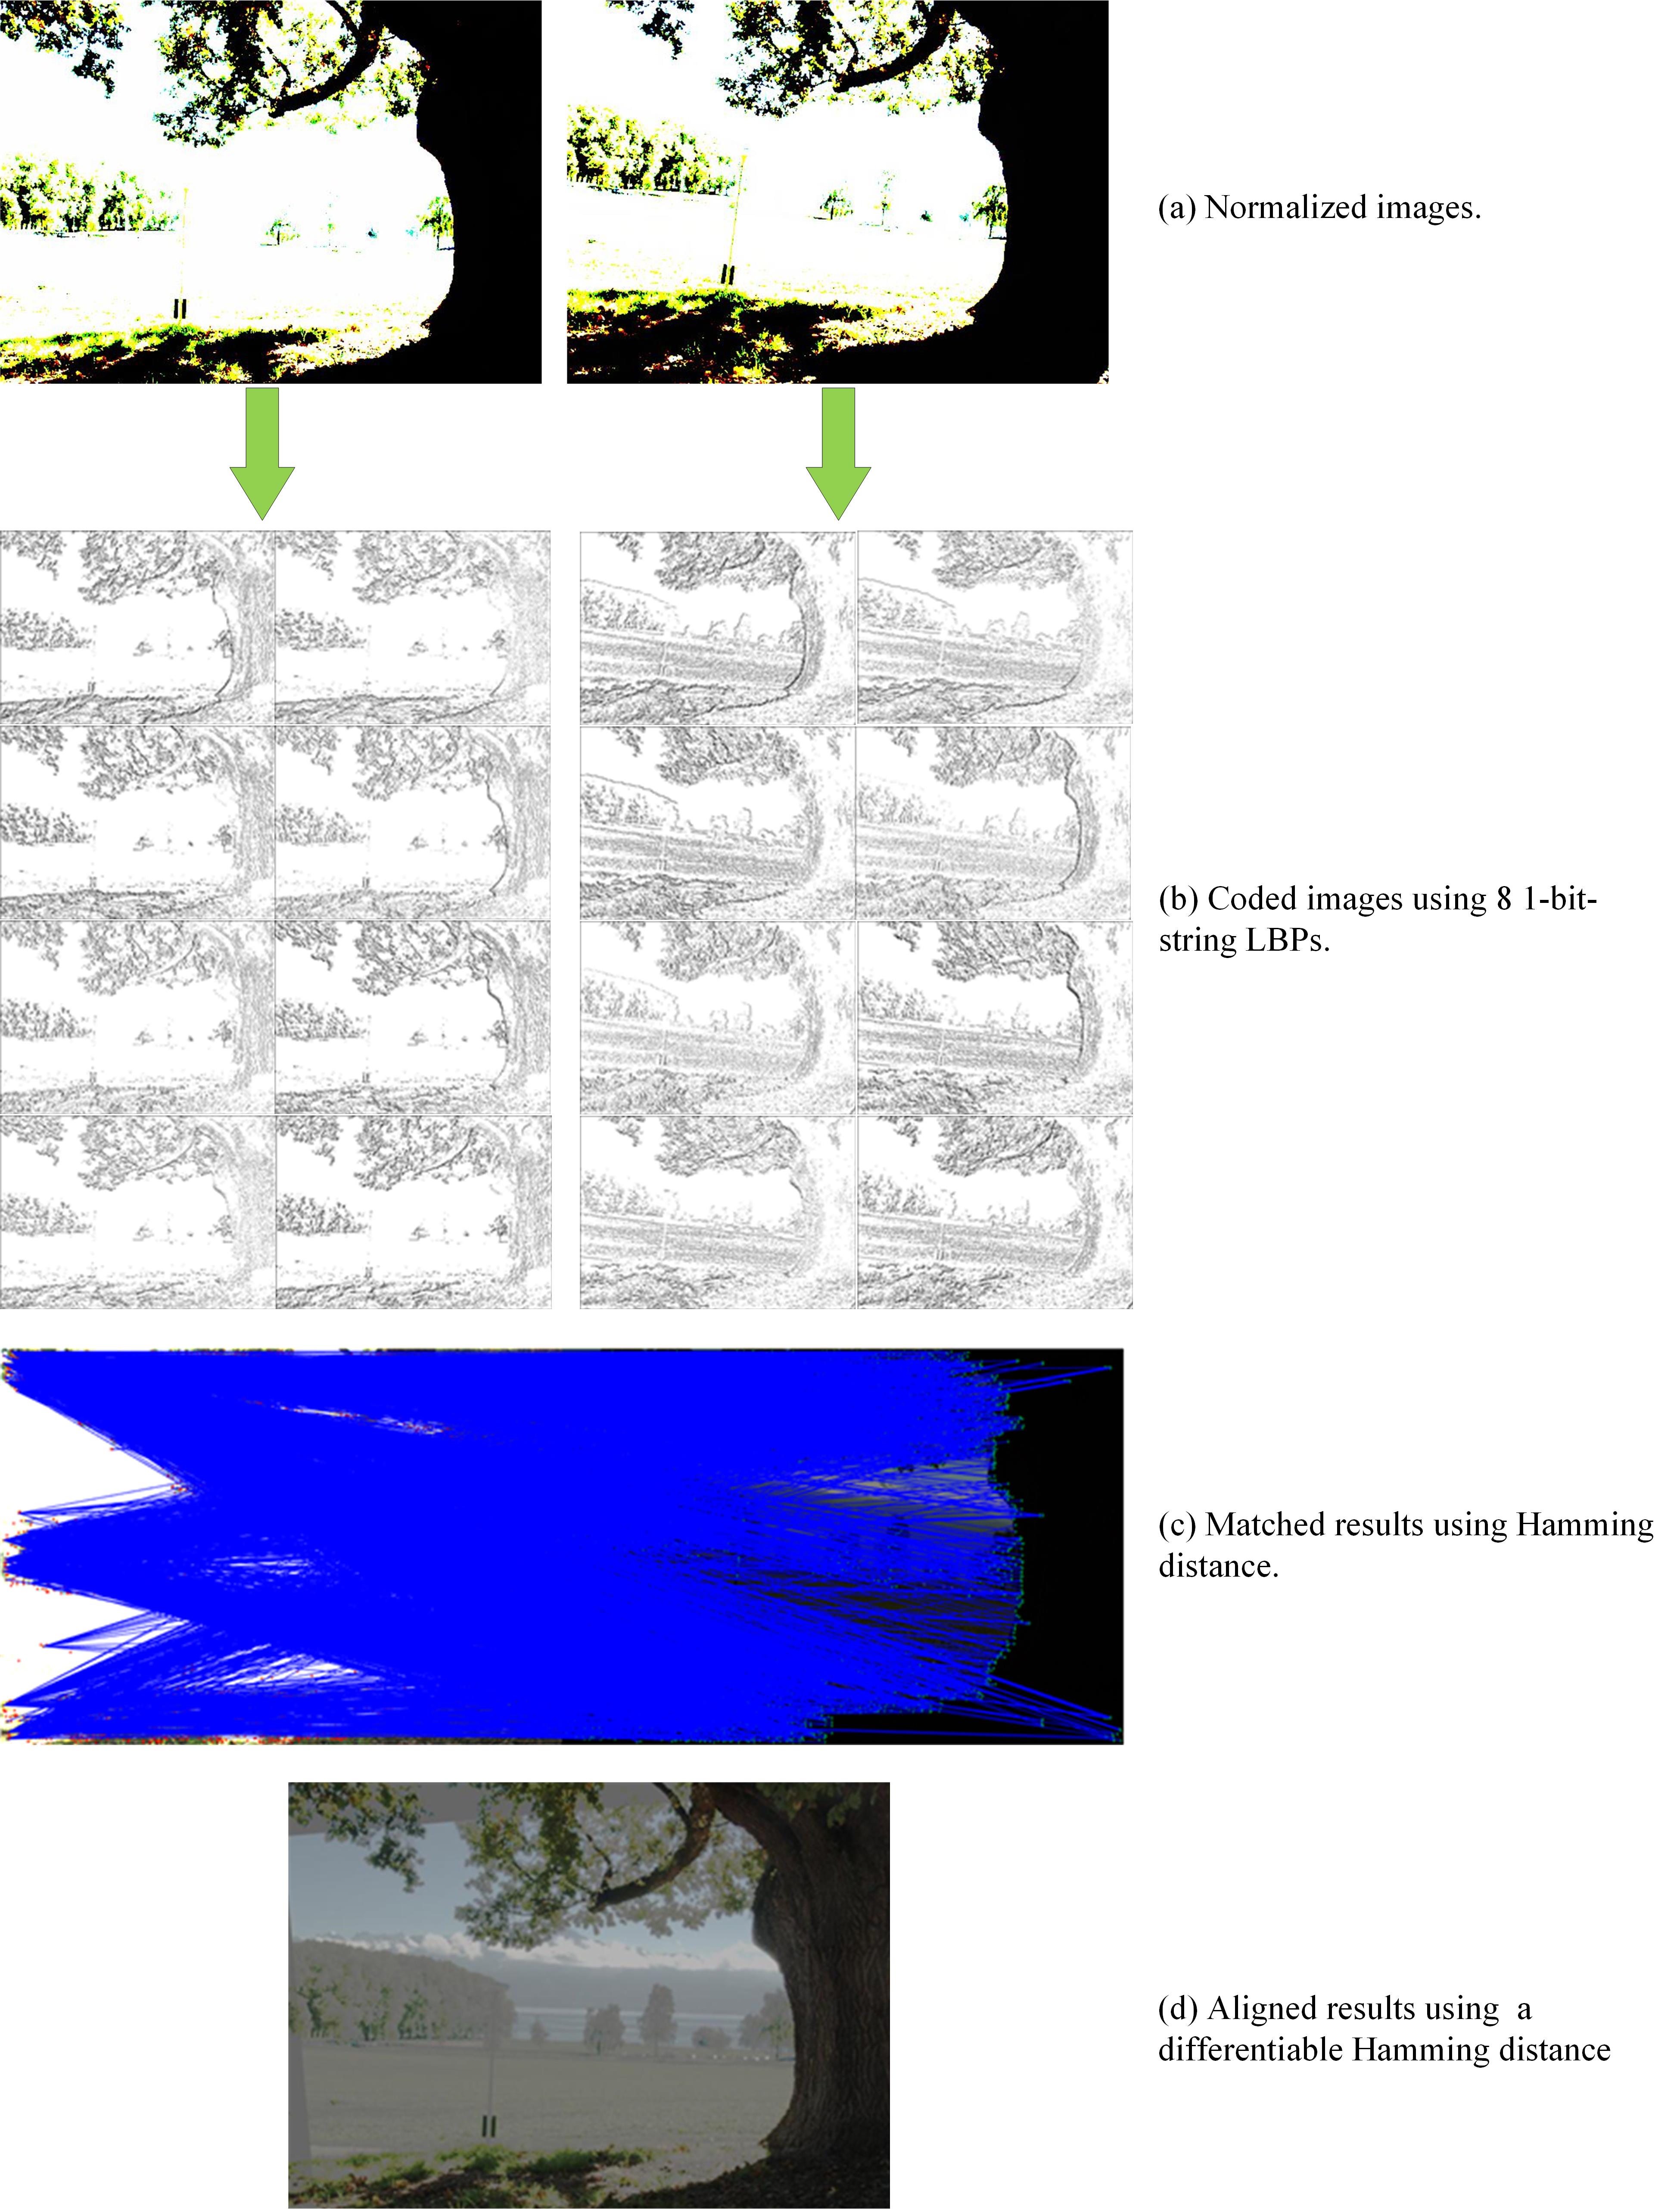 (a) Normalized images.
(b) Coded images using 8 1-bit-
string LBPs.
(c) Matched results using Hamming
distance.
(d) Aligned results using a
differentiable Hamming distance